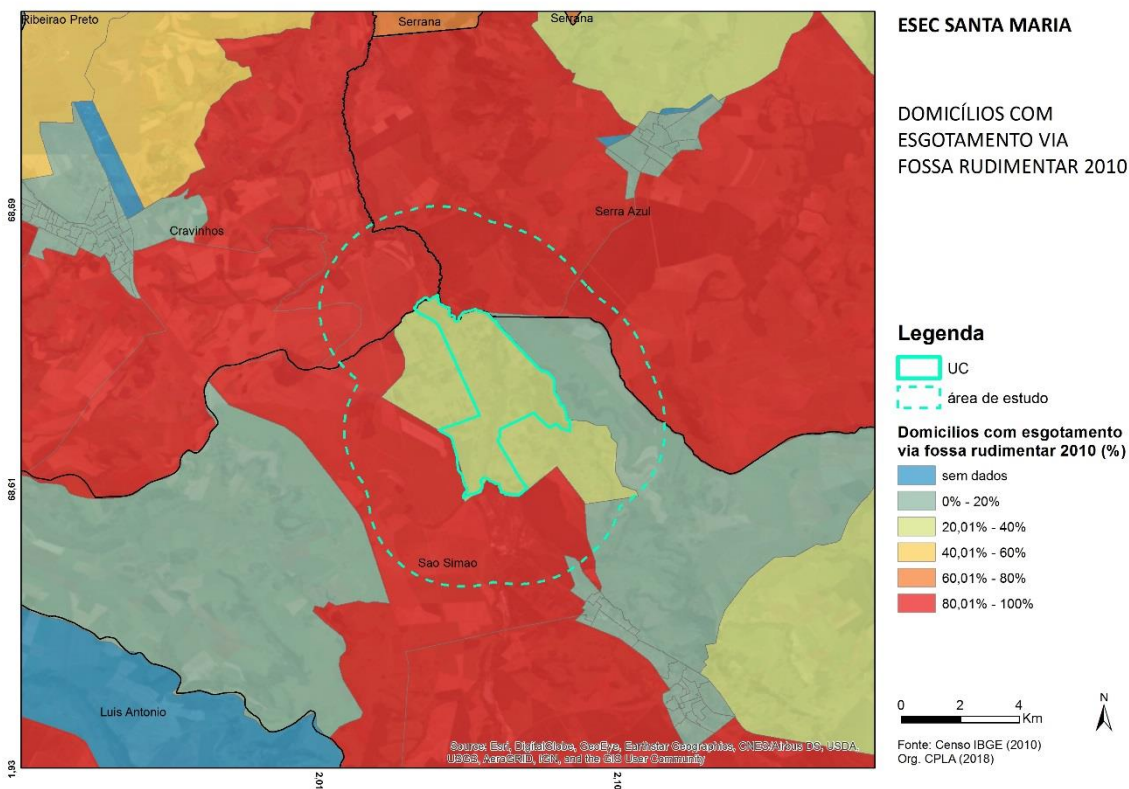 Ribeirao Preto
Serrana
Serrana
Cravinhos
Serra Azul
Sao Simao
Luis Antonio
68,69
68,61
1,93
2,01
2,10
Source: Esri, DigitalGlobe, GeoEye, Earthstar Geographics, CNES/Airbus DS, USDA,
USGS, AeroGRID, IGN, and the GIS User Community
ESEC SANTA MARIA
DOMICÍLIOS COM
ESGOTAMENTO VIA
FOSSA RUDIMENTAR 2010
Legenda
UC
área de estudo
Domicilios com esgotamento
via fossa rudimentar 2010 (%)
sem dados
0% - 20%
20,01% - 40%
40,01% - 60%
60,01% - 80%
80,01% - 100%
0 2 4
Km
N
Fonte: Censo IBGE (2010)
Org. CPLA (2018)